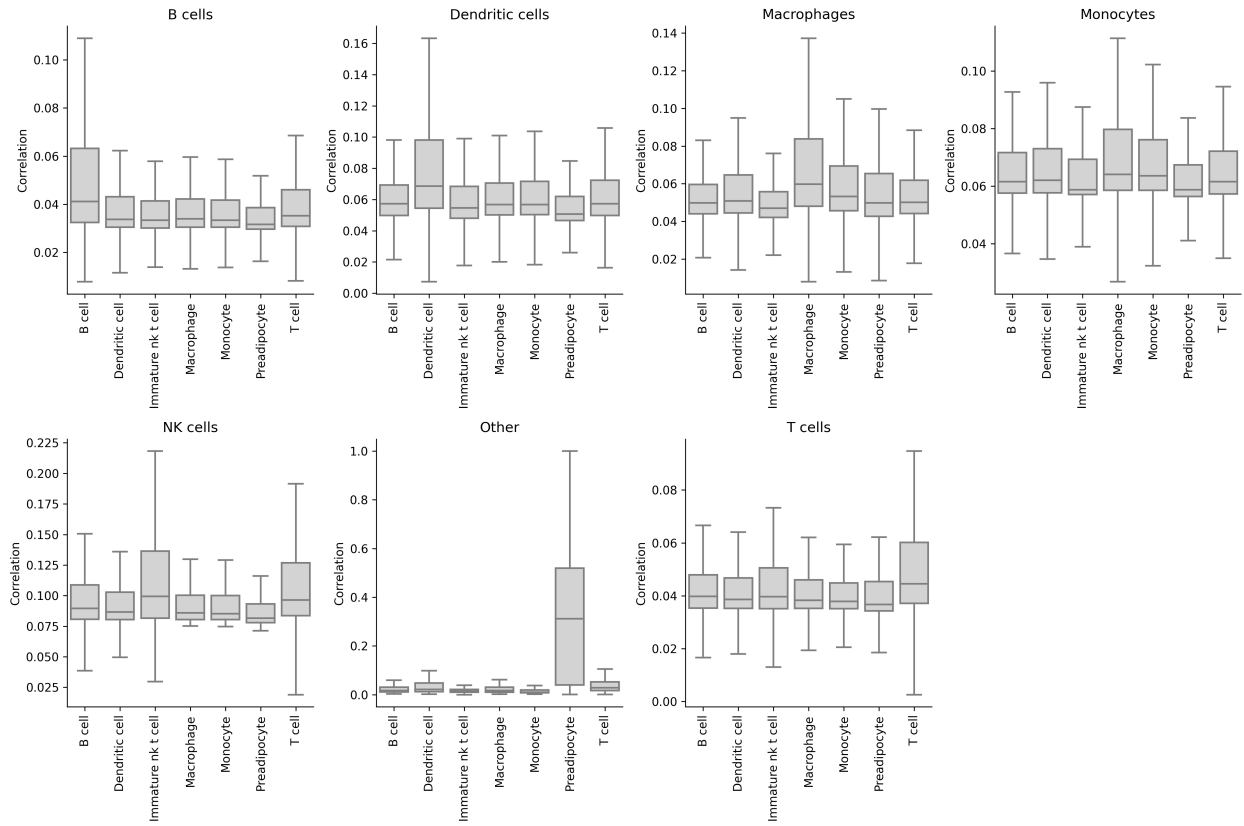 B cells
Correlation
0.10
0.08
0.06
0.04
0.02
B cell
Dendritic cell
Immature nk t cell
Macrophage
Monocyte
Preadipocyte
T cell
Dendritic cells
Correlation
0.16
0.14
0.12
0.10
0.08
0.06
0.04
0.02
0.00
B cell
Dendritic cell
Immature nk t cell
Macrophage
Monocyte
Preadipocyte
T cell
Macrophages
Correlation
0.14
0.12
0.10
0.08
0.06
0.04
0.02
B cell
Dendritic cell
Immature nk t cell
Macrophage
Monocyte
Preadipocyte
T cell
Monocytes
Correlation
0.10
0.08
0.06
0.04
B cell
Dendritic cell
Immature nk t cell
Macrophage
Monocyte
Preadipocyte
T cell
NK cells
Correlation
0.225
0.200
0.175
0.150
0.125
0.100
0.075
0.050
0.025
B cell
Dendritic cell
Immature nk t cell
Macrophage
Monocyte
Preadipocyte
T cell
Other
Correlation
1.0
0.8
0.6
0.4
0.2
0.0
B cell
Dendritic cell
Immature nk t cell
Macrophage
Monocyte
Preadipocyte
T cell
T cells
Correlation
0.08
0.06
0.04
0.02
0.00
B cell
Dendritic cell
Immature nk t cell
Macrophage
Monocyte
Preadipocyte
T cell